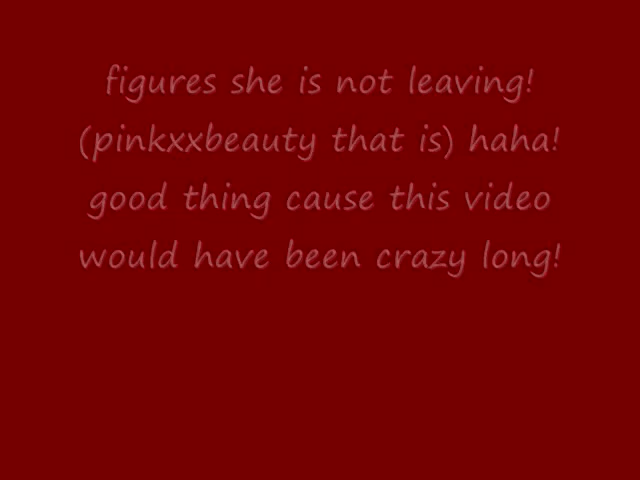 figures she is not leaving!
(pinkxxbeauty that is) haha!
good thing cause this video
would have been crazy long!